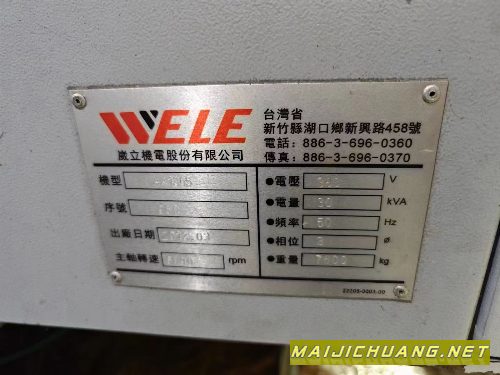 WELE
崴立機電股份有限公司
台灣省
新竹縣湖口鄉新興路458號
電話：886-3-696-0360
傳真：886-3-696-0370
機型
序號
出廠日期
主軸轉速 rpm
●電壓 V
●電量 30 kVA
●頻率 50 Hz
●相位 3 ø
●重量 kg
MAIJICHUANG.NET